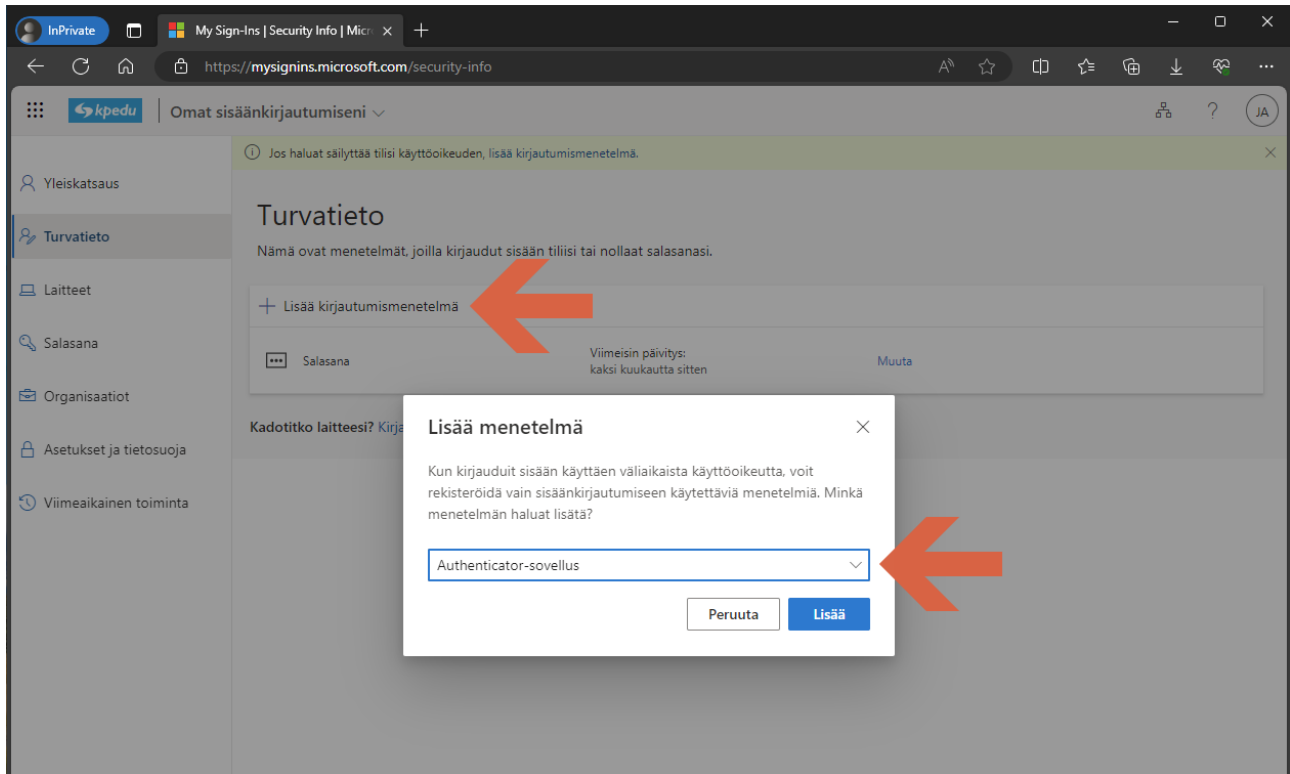 InPrivate
My Sign-Ins | Security Info | Micr
https://mysignins.microsoft.com/security-info
kpedu
Omat sisäänkirjautumiseni
JA
Jos haluat säilyttää tilisi käyttöoikeuden, lisää kirjautumismenetelmä.
Yleiskatsaus
Turvatieto
Laitteet
Salasana
Organisaatiot
Asetukset ja tietosuoja
Viimeaikainen toiminta
Turvatieto
Nämä ovat menetelmät, joilla kirjaudut sisään tiliisi tai nollaat salasanasi.
Lisää kirjautumismenetelmä
Salasana
Viimeisin päivitys:
kaksi kuukautta sitten
Muuta
Kadotitko laitteesi? Kirja
Lisää menetelmä
Kun kirjauduit sisään käyttäen väliaikaista käyttöoikeutta, voit
rekisteröidä vain sisäänkirjautumiseen käytettäviä menetelmiä. Minkä
menetelmän haluat lisätä?
Authenticator-sovellus
Peruuta
Lisää